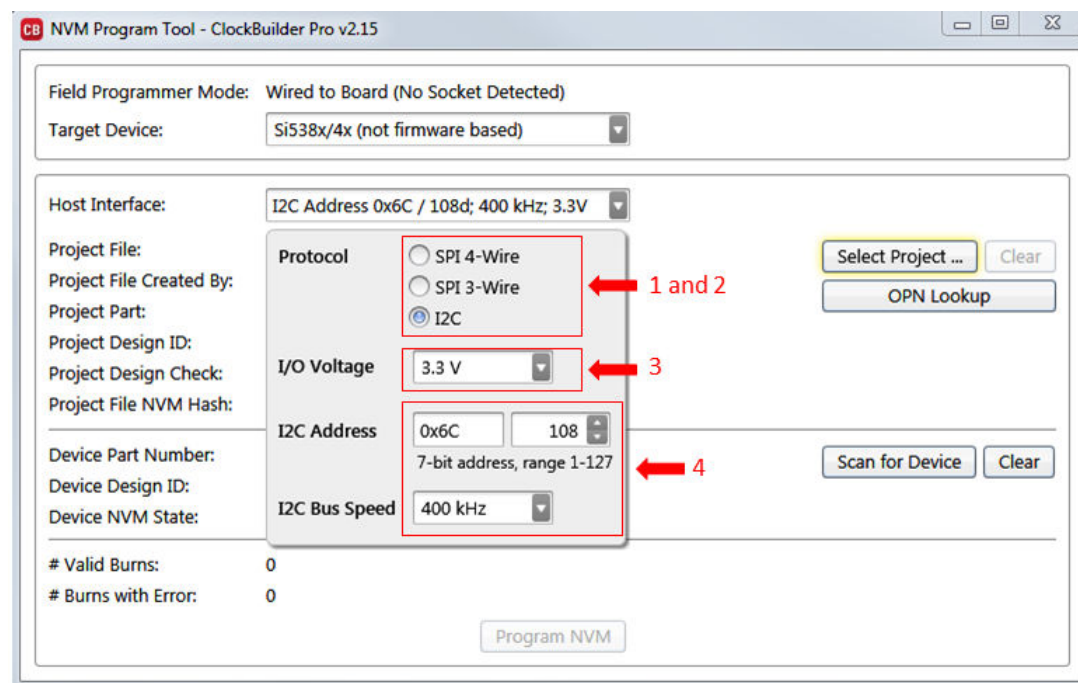 CB NVM Program Tool - ClockBuilder Pro v2.15
Field Programmer Mode: Wired to Board (No Socket Detected)
Target Device: Si538x/4x (not firmware based)
Host Interface: I2C Address 0x6C / 108d; 400 kHz; 3.3V
Project File:
Project File Created By:
Project Part:
Project Design ID:
Project Design Check:
Project File NVM Hash:
Protocol
SPI 4-Wire
SPI 3-Wire
I2C
1 and 2
I/O Voltage 3.3 V 3
I2C Address 0x6C 108
7-bit address, range 1-127
4
I2C Bus Speed 400 kHz
Select Project ... Clear
OPN Lookup
Device Part Number:
Device Design ID:
Device NVM State:
Scan for Device Clear
# Valid Burns: 0
# Burns with Error: 0
Program NVM